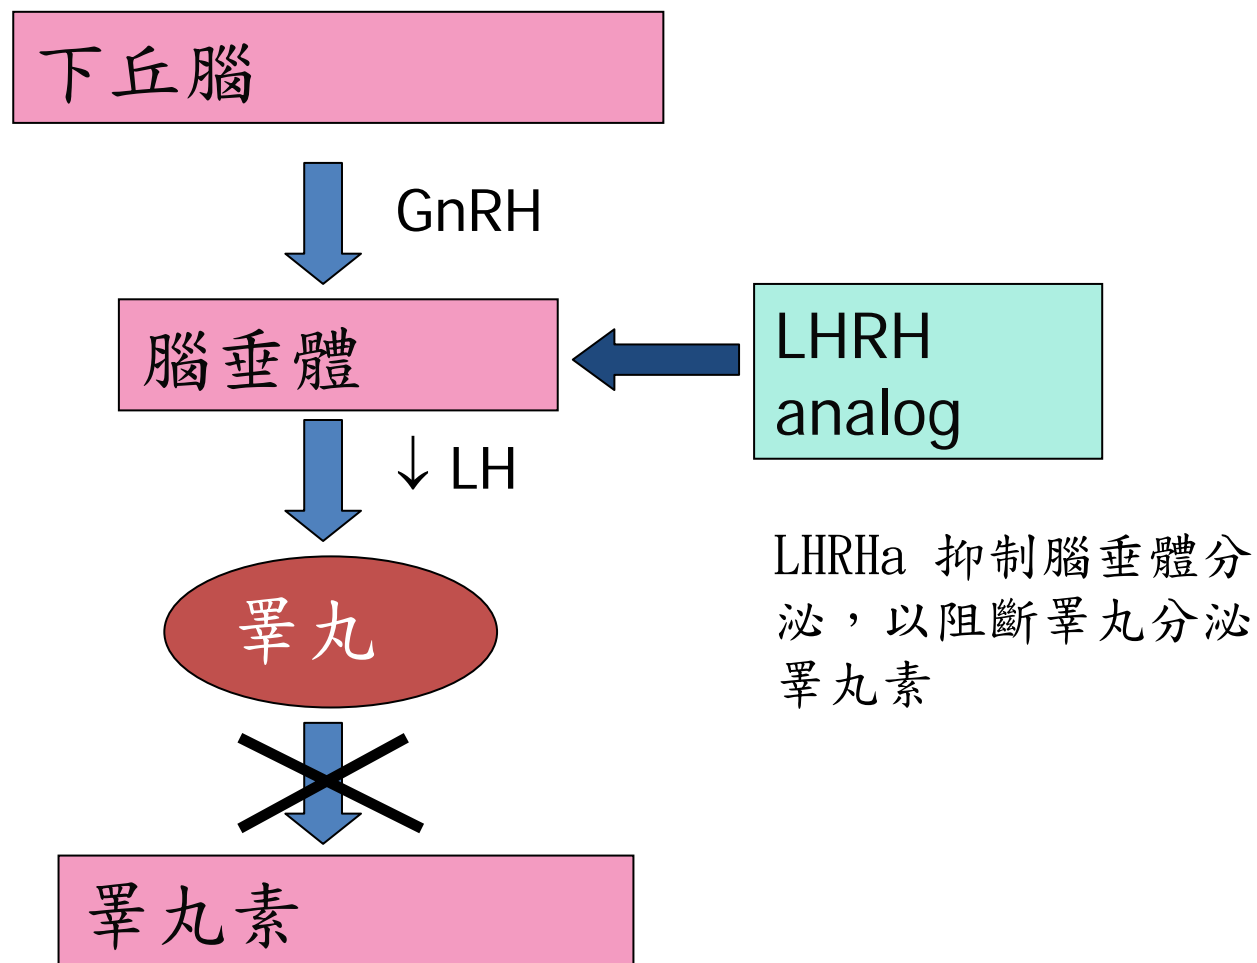 下丘腦
GnRH
腦垂體
LHRH
analog
↓ LH
LHRHa 抑制腦垂體分
泌，以阻斷睪丸分泌
睪丸素
睪丸
睪丸素